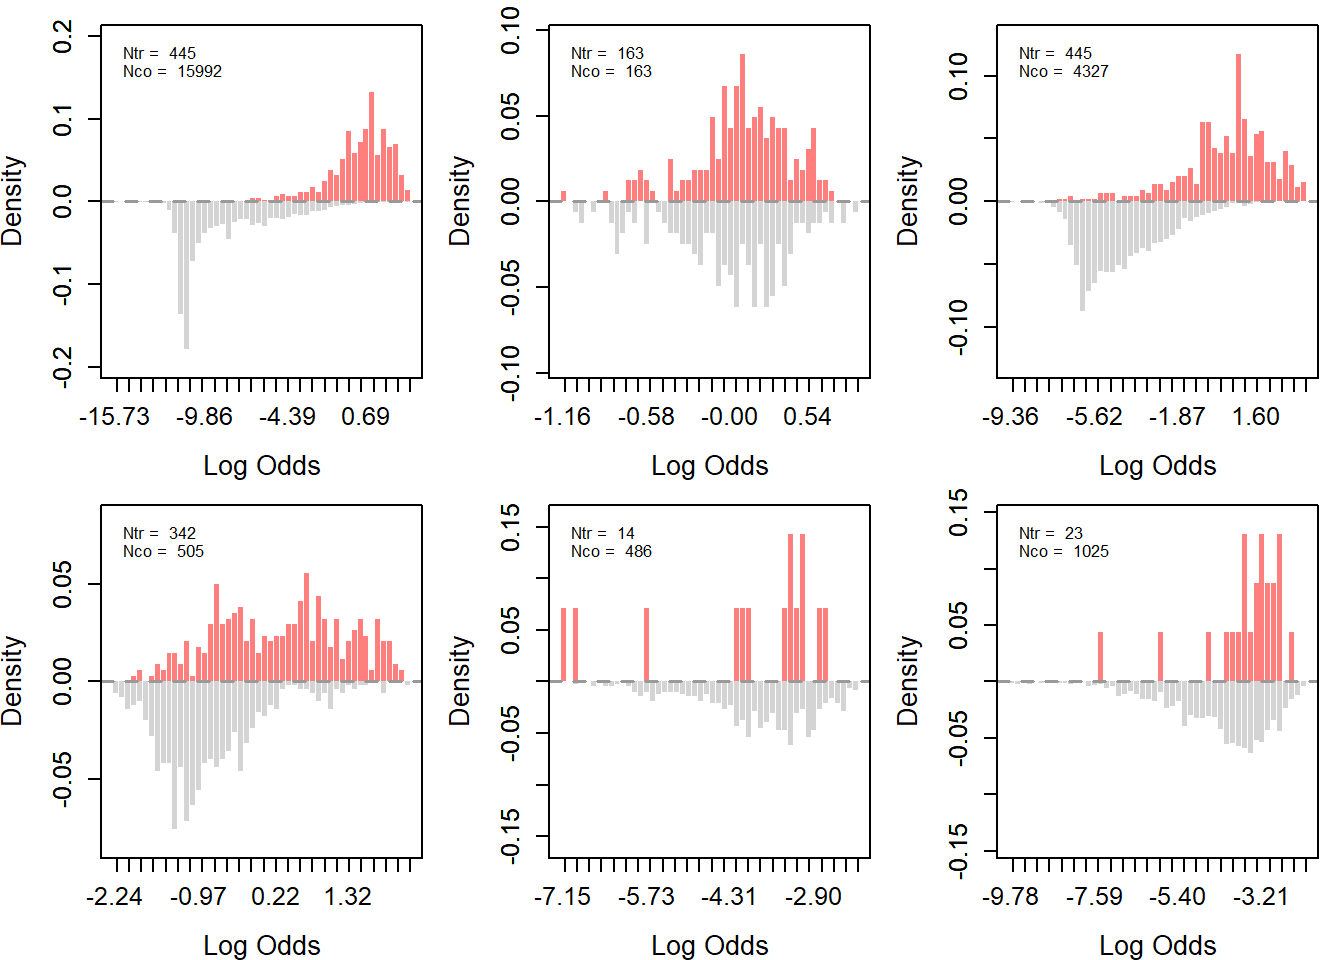 Ntr = 445
Nco = 15992
Density
0.2
0.1
0.0
-0.1
-0.2
-15.73 -9.86 -4.39 0.69
Log Odds
Ntr = 163
Nco = 163
Density
0.10
0.05
0.00
-0.05
-0.10
-1.16 -0.58 -0.00 0.54
Log Odds
Ntr = 445
Nco = 4327
Density
0.10
0.00
-0.10
-9.36 -5.62 -1.87 1.60
Log Odds
Ntr = 342
Nco = 505
Density
0.05
0.00
-0.05
-2.24 -0.97 0.22 1.32
Log Odds
Ntr = 14
Nco = 486
Density
0.15
0.05
-0.05
-0.15
-7.15 -5.73 -4.31 -2.90
Log Odds
Ntr = 23
Nco = 1025
Density
0.15
0.05
-0.05
-0.15
-9.78 -7.59 -5.40 -3.21
Log Odds